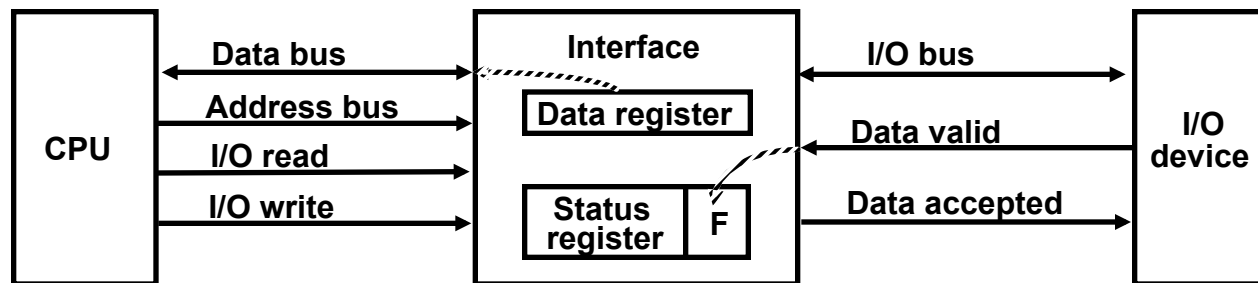 CPU
Data bus
Address bus
I/O read
I/O write
Interface
Data register
Status
register
F
I/O bus
Data valid
Data accepted
I/O
device